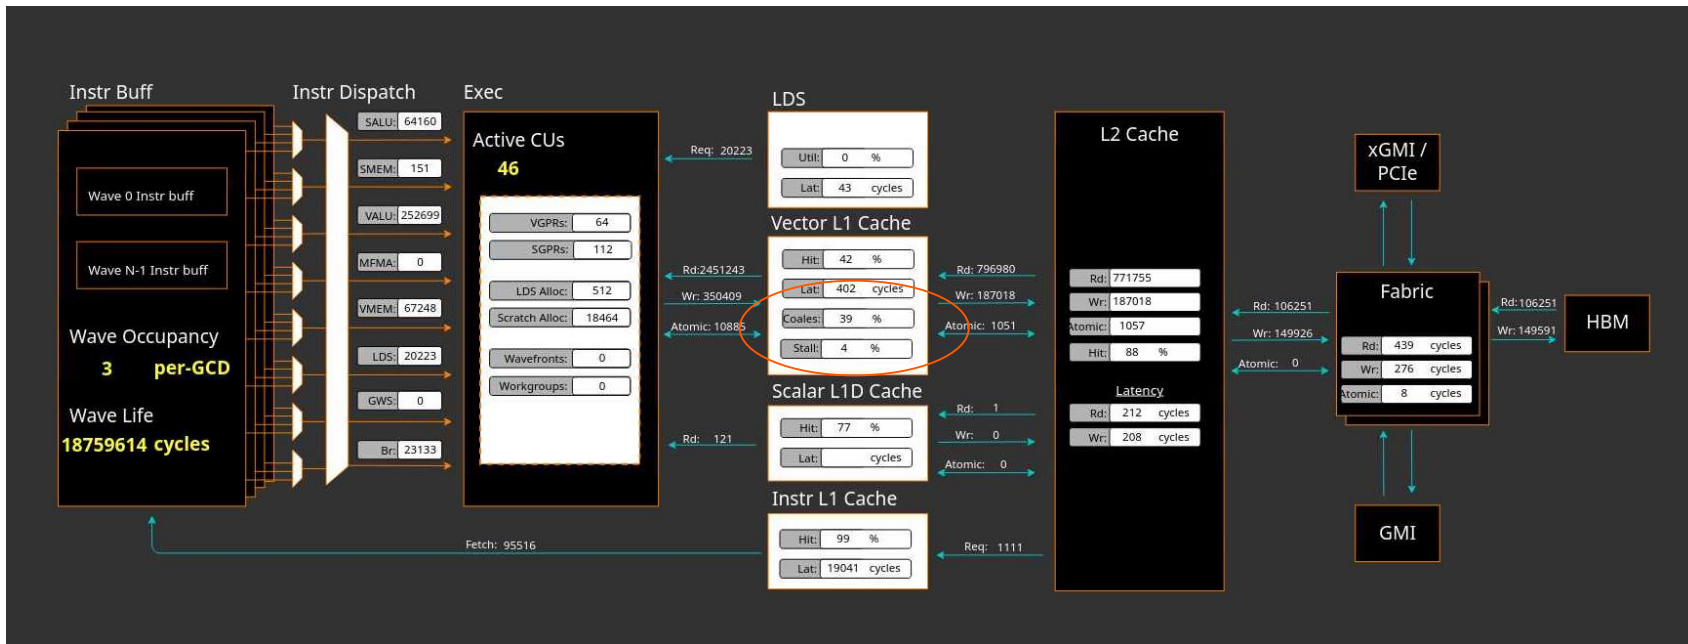 Instr Buff
Wave 0 Instr buff
Wave N-1 Instr buff
Wave Occupancy
3 per-GCD
Wave Life
18759614 cycles
Instr Dispatch
SALU: 64160
SMEM: 151
VALU: 252699
MFMA: 0
VMEM: 67248
LDS: 20223
GWS: 0
Br: 23133
Exec
Active CUs
46
VGPRs: 64
SGPRs: 112
LDS Alloc: 512
Scratch Alloc: 18464
Wavefronts: 0
Workgroups: 0
Fetch: 95516
Req: 20223
Rd:2451243
Wr: 350409
Atomic: 10885
Rd: 121
LDS
Util: 0 %
Lat: 43 cycles
Vector L1 Cache
Hit: 42 %
Lat: 402 cycles
Coales: 39 %
Stall: 4 %
Scalar L1D Cache
Hit: 77 %
Lat: cycles
Instr L1 Cache
Hit: 99 %
Lat: 19041 cycles
Rd: 796980
Wr: 187018
Atomic: 1051
Rd: 1
Wr: 0
Atomic: 0
Req: 1111
L2 Cache
Rd: 771755
Wr: 187018
Atomic: 1057
Hit: 88 %
Latency
Rd: 212 cycles
Wr: 208 cycles
Rd: 106251
Wr: 149926
Atomic: 0
xGMI /
PCIe
Fabric
Rd: 439 cycles
Wr: 276 cycles
Atomic: 8 cycles
GMI
Rd:106251
Wr: 149591
HBM